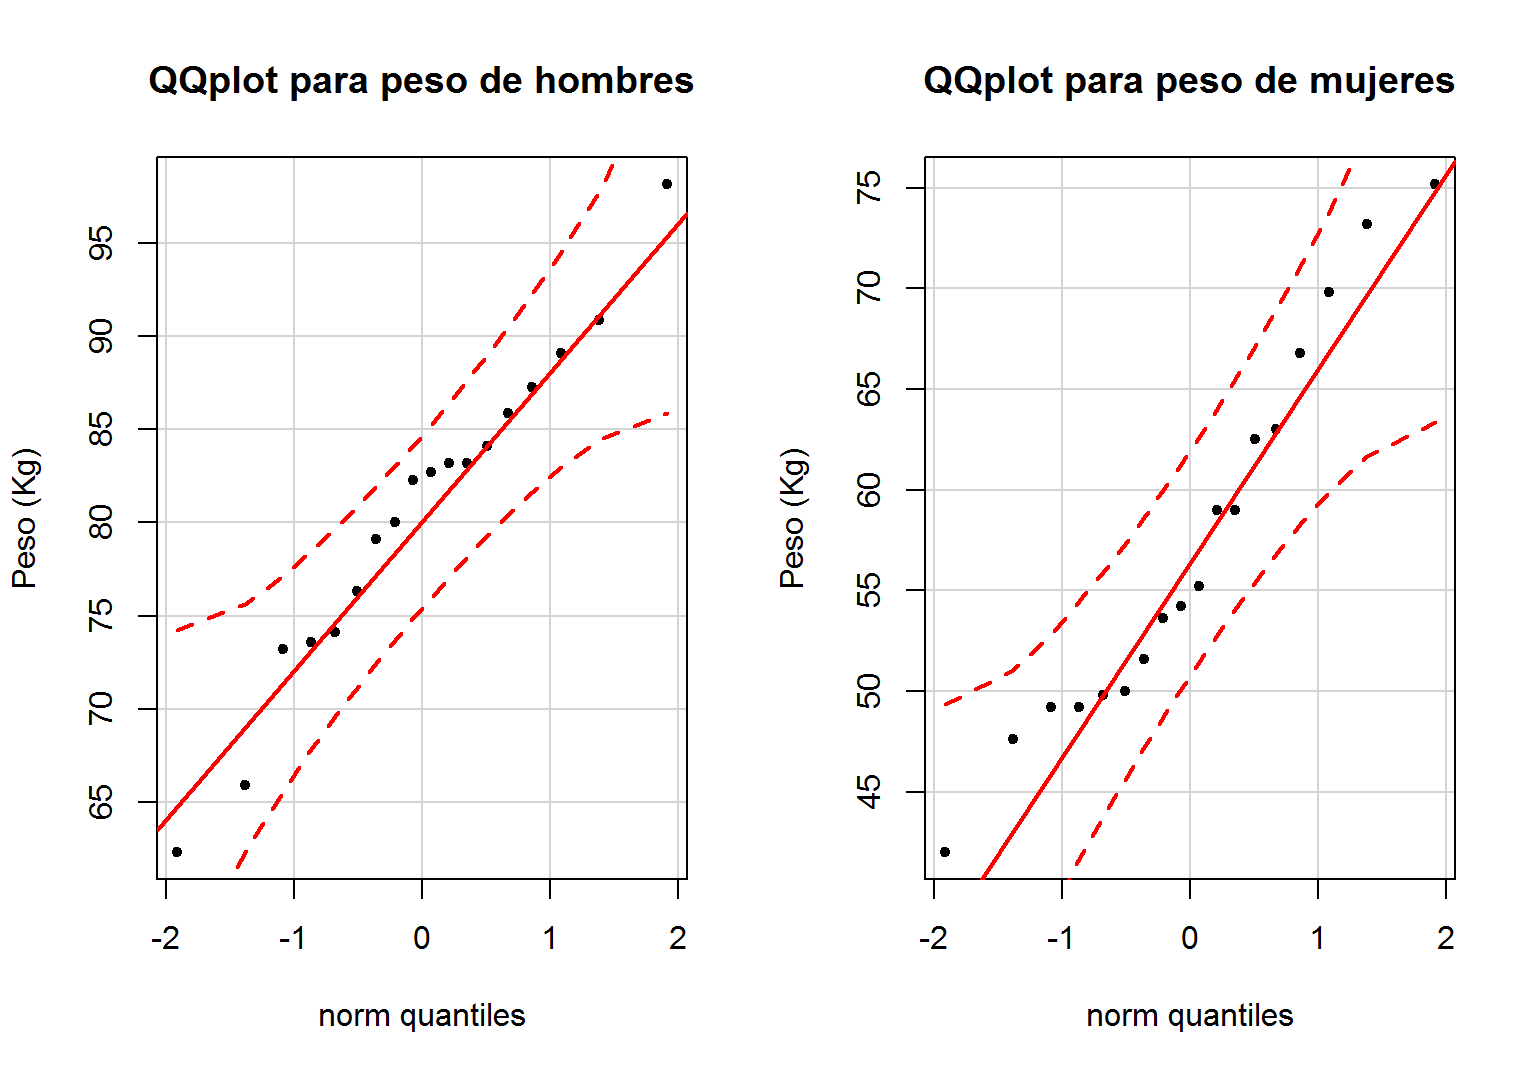 QQplot para peso de hombres
Peso (Kg)
95
90
85
80
75
70
65
-2 -1 0 1 2
norm quantiles
QQplot para peso de mujeres
Peso (Kg)
75
70
65
60
55
50
45
-2 -1 0 1 2
norm quantiles